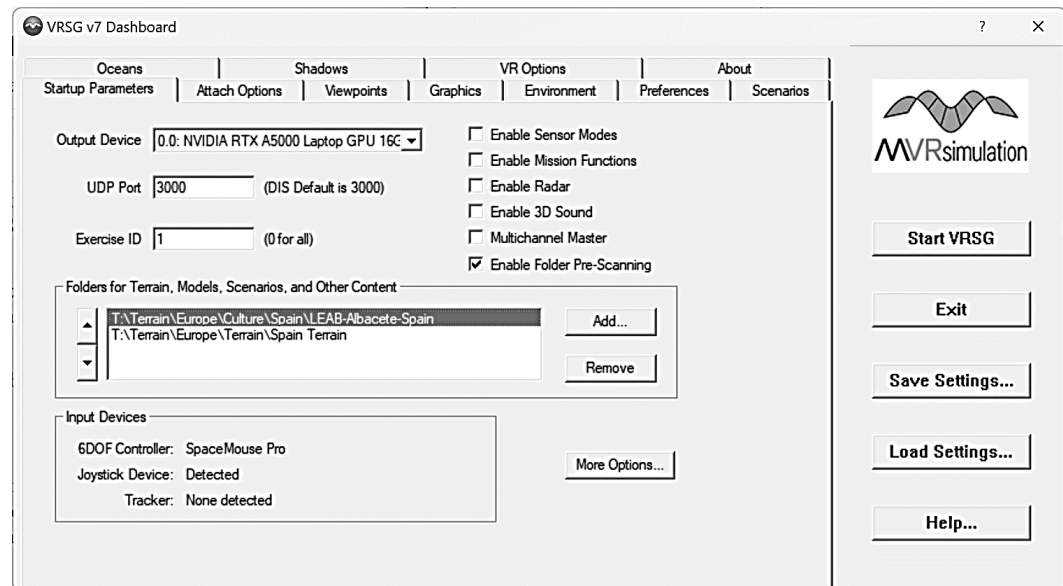 VRSG v7 Dashboard
?
X
Oceans
Shadows
VR Options
About
Startup Parameters
Attach Options
Viewpoints
Graphics
Environment
Preferences
Scenarios
Output Device 0.0: NVIDIA RTX A5000 Laptop GPU 16G
UDP Port 3000 (DIS Default is 3000)
Exercise ID 1 (0 for all)
Enable Sensor Modes
Enable Mission Functions
Enable Radar
Enable 3D Sound
Multichannel Master
Enable Folder Pre-Scanning
Folders for Terrain, Models, Scenarios, and Other Content
T:\Terrain\Europe\Culture\Spain\LEAB-Albacete-Spain
T:\Terrain\Europe\Terrain\Spain Terrain
Add...
Remove
Input Devices
6DOF Controller: SpaceMouse Pro
Joystick Device: Detected
Tracker: None detected
More Options...
MVRsimulation
Start VRSG
Exit
Save Settings...
Load Settings...
Help...